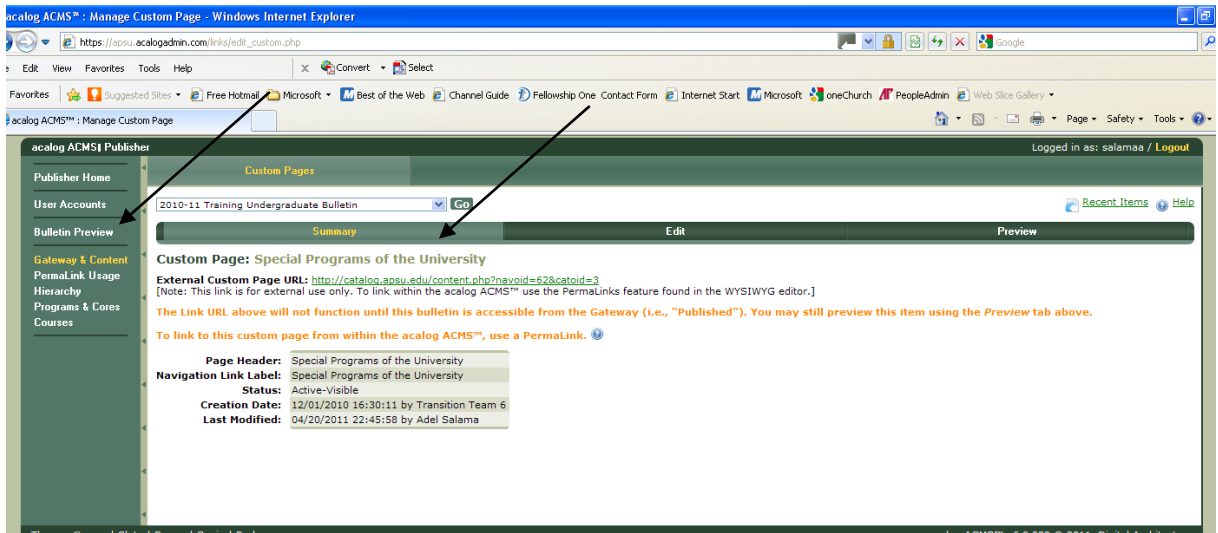 acalog ACMS™ : Manage Custom Page - Windows Internet Explorer
https://apsu.acalogadmin.com/links/edit_custom.php
Google
Edit View Favorites Tools Help x Convert Select
Favorites Suggested Sites Free Hotmail Microsoft Best of the Web Channel Guide Fellowship One Contact Form Internet Start Microsoft oneChurch PeopleAdmin Web Slice Gallery
acalog ACMS™ : Manage Custom Page
Page Safety Tools
acalog ACMS| Publisher
Logged in as: salamaa / Logout
Publisher Home
Custom Pages
User Accounts
2010-11 Training Undergraduate Bulletin Go
Recent Items Help
Bulletin Preview
Summary Edit Preview
Gateway & Content
PermaLink Usage
Hierarchy
Programs & Cores
Courses
Custom Page: Special Programs of the University
External Custom Page URL: http://catalog.apsu.edu/content.php?navoid=62&catoid=3
[Note: This link is for external use only. To link within the acalog ACMS™ use the PermaLinks feature found in the WYSIWYG editor.]
The Link URL above will not function until this bulletin is accessible from the Gateway (i.e., "Published"). You may still preview this item using the Preview tab above.
To link to this custom page from within the acalog ACMS™, use a PermaLink.
Page Header: Special Programs of the University
Navigation Link Label: Special Programs of the University
Status: Active-Visible
Creation Date: 12/01/2010 16:30:11 by Transition Team 6
Last Modified: 04/20/2011 22:45:58 by Adel Salama